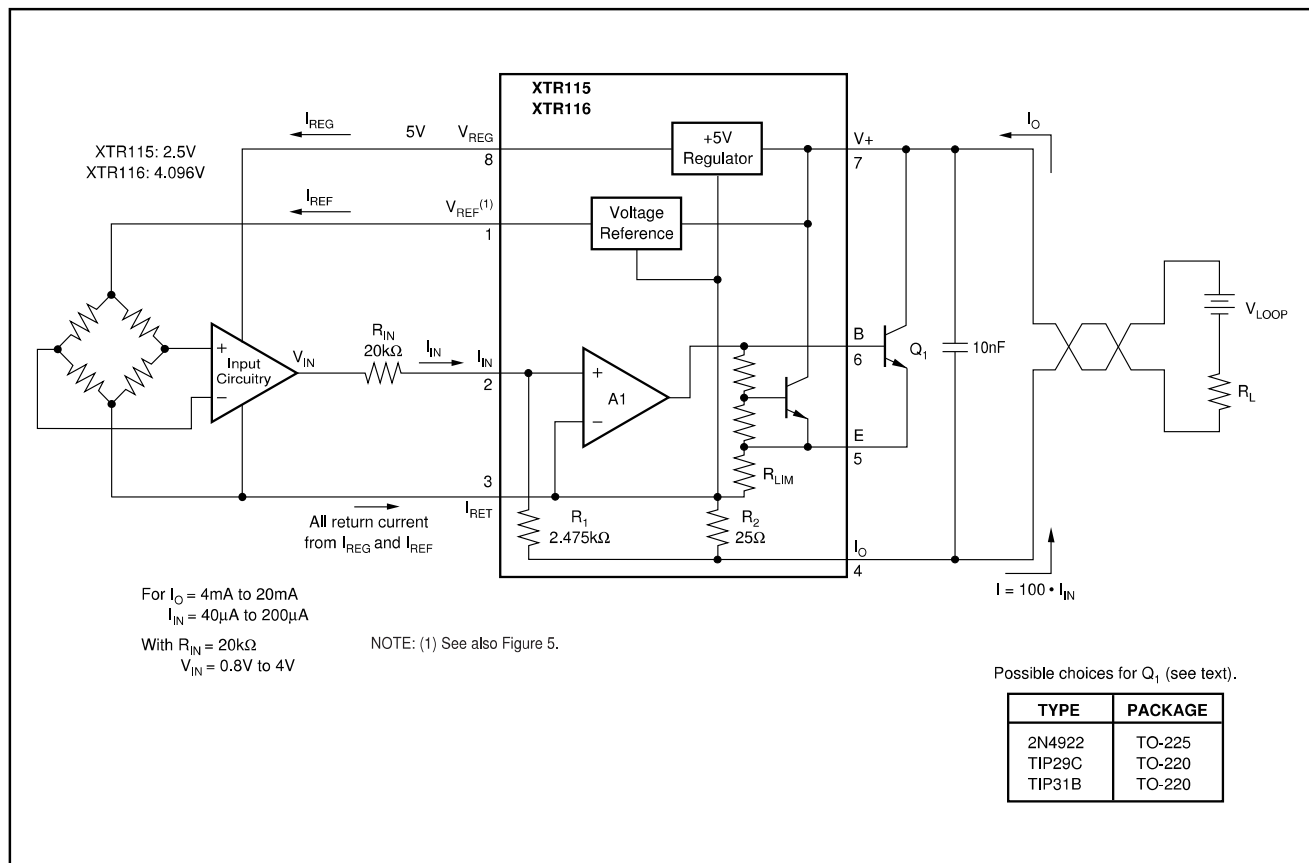 XTR115
XTR116
I_REG
5V
V_REG
8
+5V
Regulator
V+
7
I_O
XTR115: 2.5V
XTR116: 4.096V
I_REF
V_REF(1)
1
Voltage
Reference
R_IN
20kΩ
I_IN
I_IN
2
V_IN
+
Input
Circuitry
−
+
A1
−
B
6
Q_1
10nF
V_LOOP
R_L
E
5
R_LIM
3
I_RET
All return current
from I_REG and I_REF
R_1
2.475kΩ
R_2
25Ω
I_O
4
I = 100 • I_IN
For I_O = 4mA to 20mA
I_IN = 40µA to 200µA
With R_IN = 20kΩ
V_IN = 0.8V to 4V
NOTE: (1) See also Figure 5.
Possible choices for Q_1 (see text).
TYPE PACKAGE
2N4922 TO-225
TIP29C TO-220
TIP31B TO-220